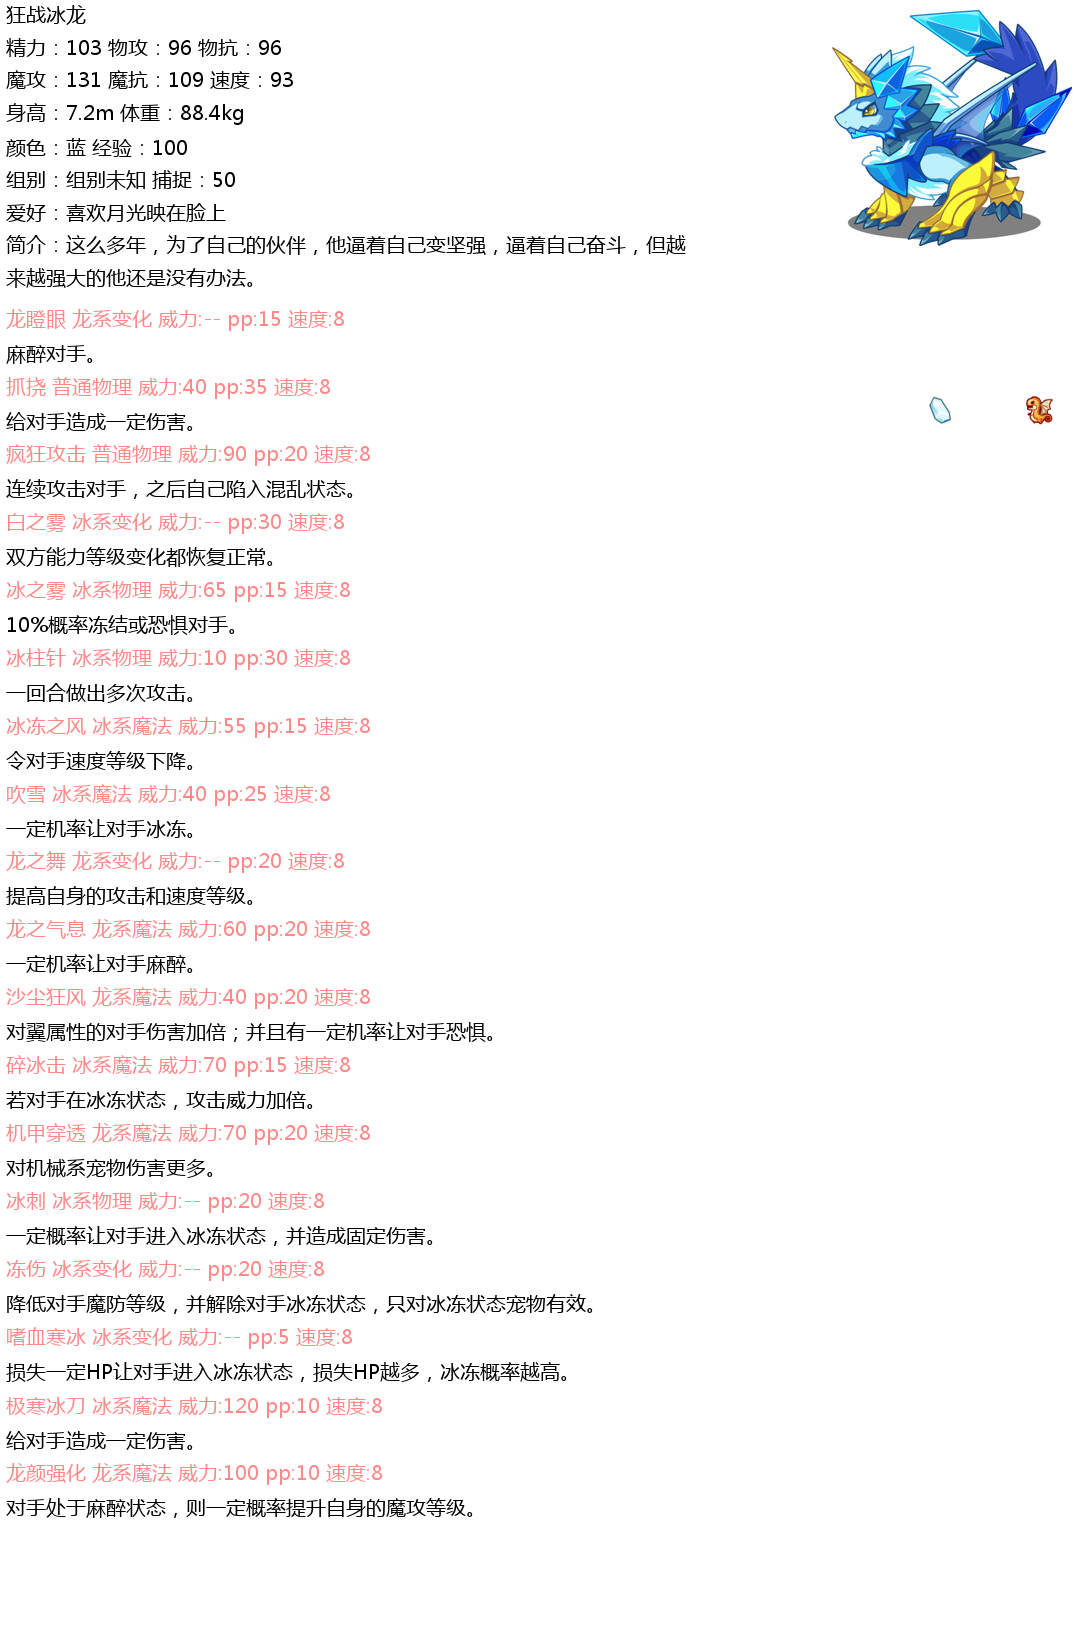 狂战冰龙
精力：103 物攻：96 物抗：96
魔攻：131 魔抗：109 速度：93
身高：7.2m 体重：88.4kg
颜色：蓝 经验：100
组别：组别未知 捕捉：50
爱好：喜欢月光映在脸上
简介：这么多年，为了自己的伙伴，他逼着自己变坚强，逼着自己奋斗，但越
来越强大的他还是没有办法。
龙瞪眼 龙系变化 威力:-- pp:15 速度:8
麻醉对手。
抓挠 普通物理 威力:40 pp:35 速度:8
给对手造成一定伤害。
疯狂攻击 普通物理 威力:90 pp:20 速度:8
连续攻击对手，之后自己陷入混乱状态。
白之雾 冰系变化 威力:-- pp:30 速度:8
双方能力等级变化都恢复正常。
冰之雾 冰系物理 威力:65 pp:15 速度:8
10%概率冻结或恐惧对手。
冰柱针 冰系物理 威力:10 pp:30 速度:8
一回合做出多次攻击。
冰冻之风 冰系魔法 威力:55 pp:15 速度:8
令对手速度等级下降。
吹雪 冰系魔法 威力:40 pp:25 速度:8
一定机率让对手冰冻。
龙之舞 龙系变化 威力:-- pp:20 速度:8
提高自身的攻击和速度等级。
龙之气息 龙系魔法 威力:60 pp:20 速度:8
一定机率让对手麻醉。
沙尘狂风 龙系魔法 威力:40 pp:20 速度:8
对翼属性的对手伤害加倍；并且有一定机率让对手恐惧。
碎冰击 冰系魔法 威力:70 pp:15 速度:8
若对手在冰冻状态，攻击威力加倍。
机甲穿透 龙系魔法 威力:70 pp:20 速度:8
对机械系宠物伤害更多。
冰刺 冰系物理 威力:-- pp:20 速度:8
一定概率让对手进入冰冻状态，并造成固定伤害。
冻伤 冰系变化 威力:-- pp:20 速度:8
降低对手魔防等级，并解除对手冰冻状态，只对冰冻状态宠物有效。
嗜血寒冰 冰系变化 威力:-- pp:5 速度:8
损失一定HP让对手进入冰冻状态，损失HP越多，冰冻概率越高。
极寒冰刀 冰系魔法 威力:120 pp:10 速度:8
给对手造成一定伤害。
龙颜强化 龙系魔法 威力:100 pp:10 速度:8
对手处于麻醉状态，则一定概率提升自身的魔攻等级。